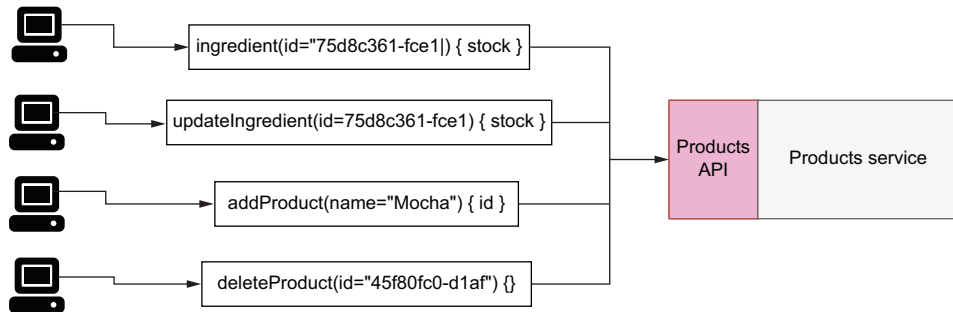 ingredient(id="75d8c361-fce1|) { stock }
updateIngredient(id=75d8c361-fce1) { stock }
addProduct(name="Mocha") { id }
deleteProduct(id="45f80fc0-d1af") {}
Products
API
Products service